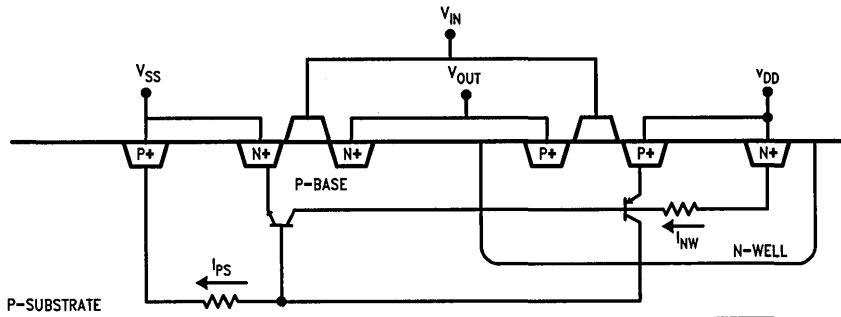 V_IN
V_SS
V_OUT
V_DD
P+
N+
N+
P+
P+
N+
P-BASE
I_NW
N-WELL
I_PS
P-SUBSTRATE